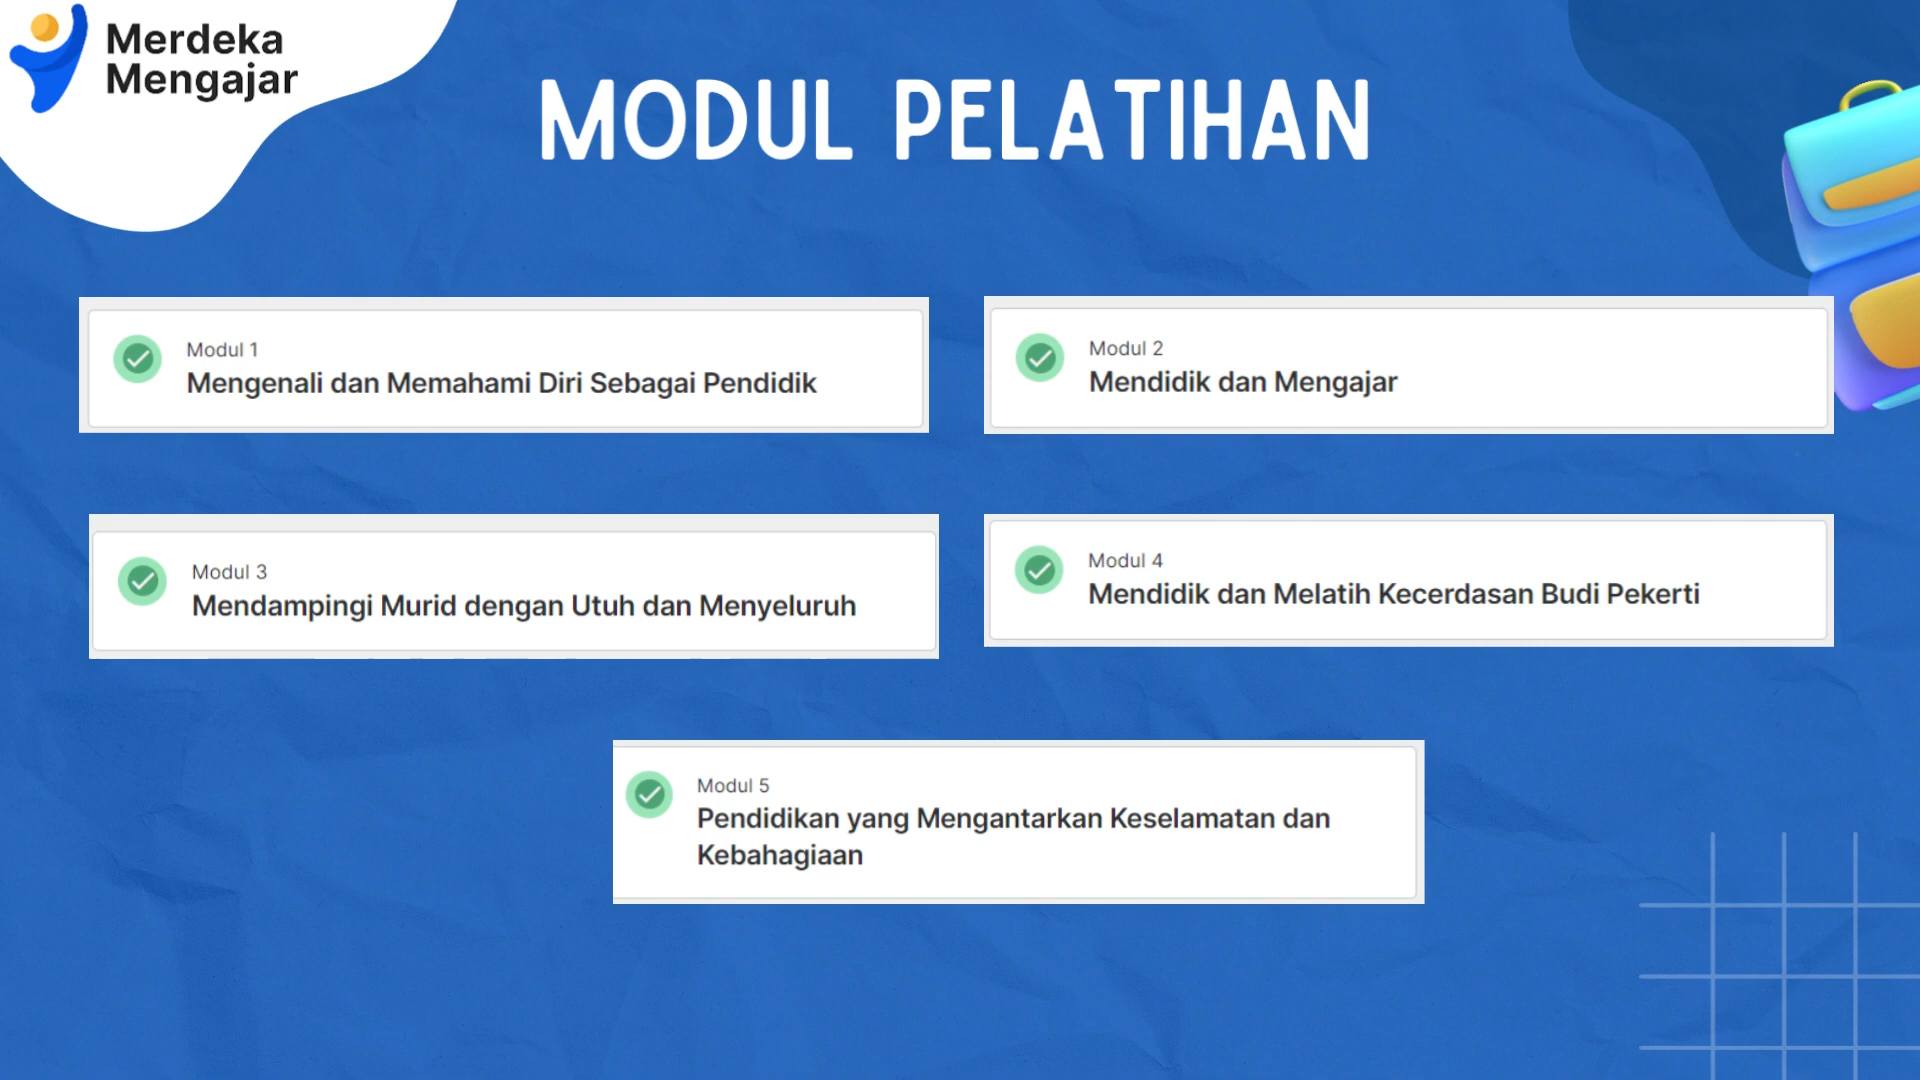 Merdeka
Mengajar
MODUL PELATIHAN
Modul 1
Mengenali dan Memahami Diri Sebagai Pendidik
Modul 2
Mendidik dan Mengajar
Modul 3
Mendampingi Murid dengan Utuh dan Menyeluruh
Modul 4
Mendidik dan Melatih Kecerdasan Budi Pekerti
Modul 5
Pendidikan yang Mengantarkan Keselamatan dan
Kebahagiaan